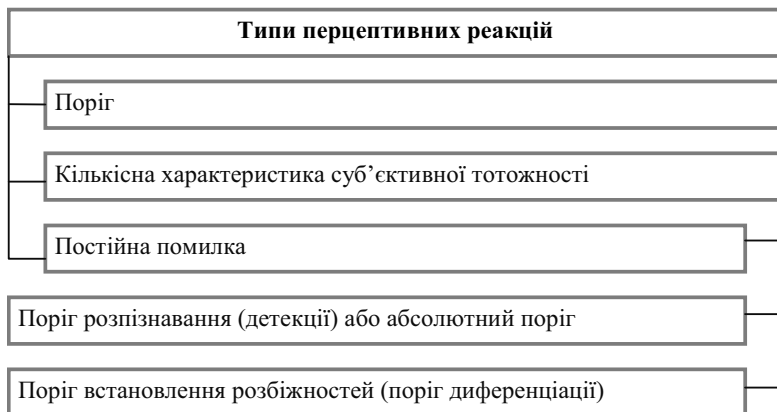 Типи перцептивних реакцій
Поріг
Кількісна характеристика суб’єктивної тотожності
Постійна помилка
Поріг розпізнавання (детекції) або абсолютний поріг
Поріг встановлення розбіжностей (поріг диференціації)